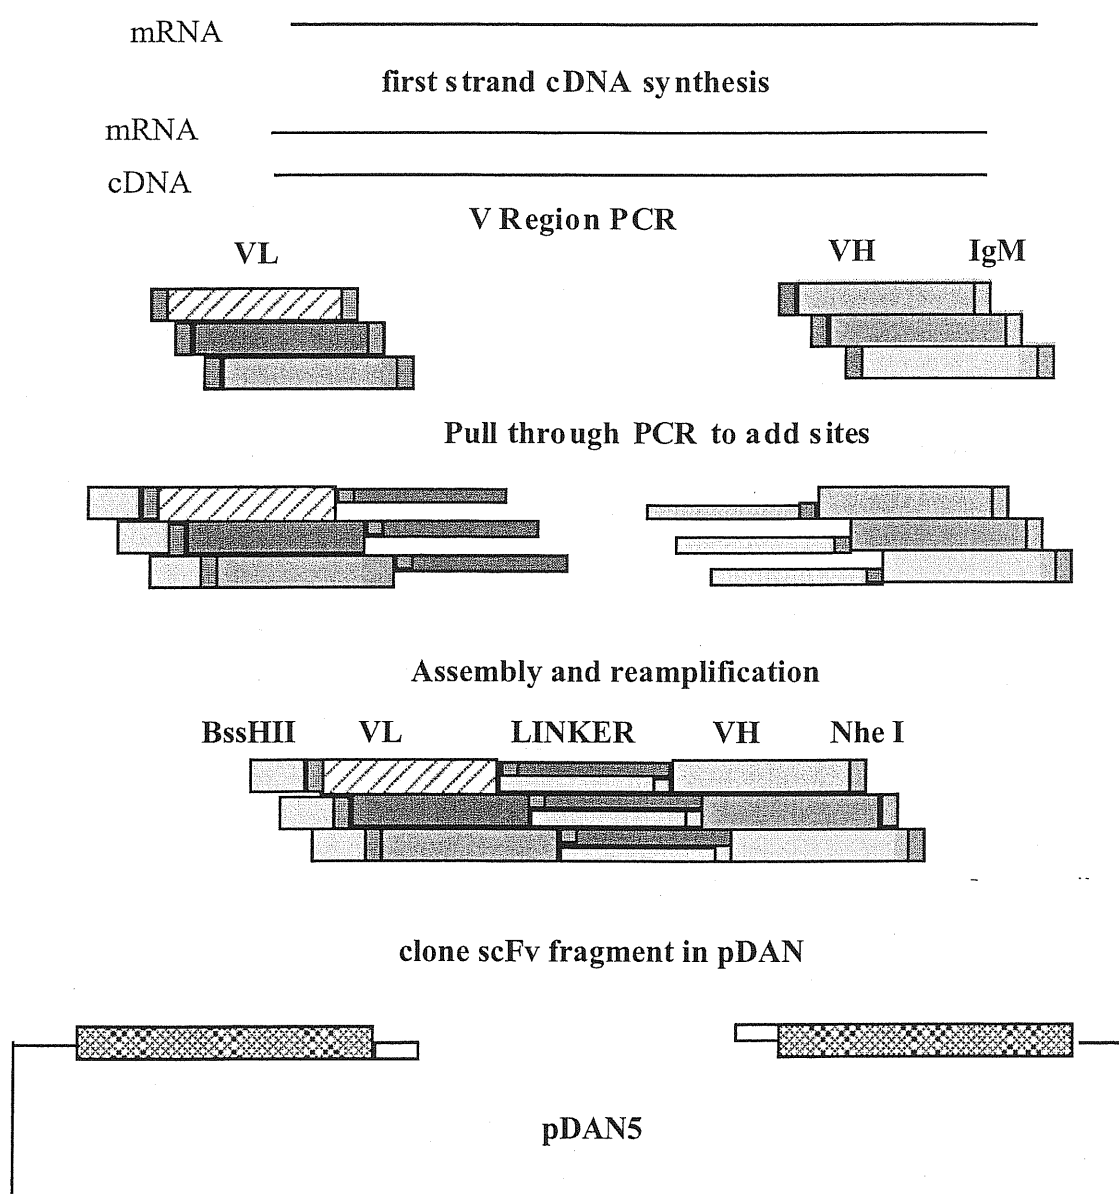 mRNA
first strand cDNA synthesis
mRNA
cDNA
V Region PCR
VL
VH IgM
Pull through PCR to add sites
Assembly and reamplification
BssHII VL LINKER VH Nhe I
clone scFv fragment in pDAN
pDAN5